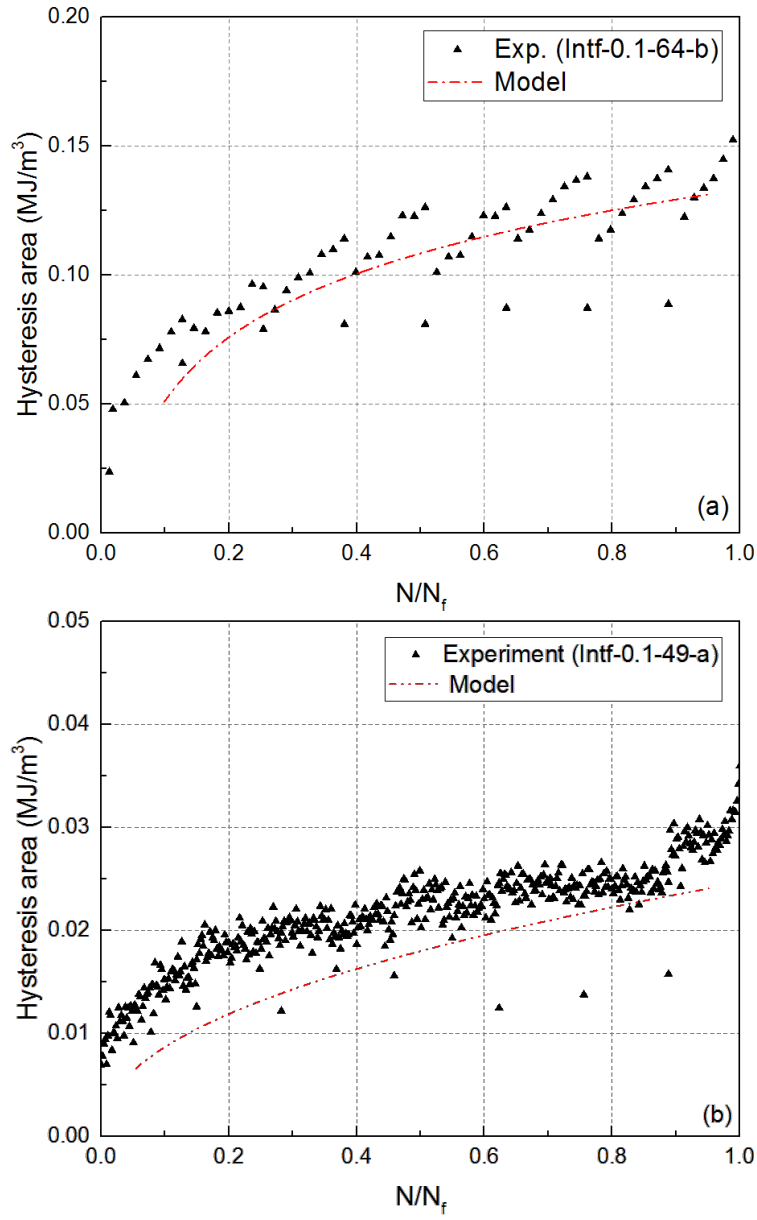 0.20
Exp. (Intf-0.1-64-b)
Model
0.15
0.10
0.05
0.00
Hysteresis area (MJ/m³)
(a)
0.0 0.2 0.4 0.6 0.8 1.0
N/Nf
0.05
Experiment (Intf-0.1-49-a)
Model
0.04
0.03
0.02
0.01
0.00
Hysteresis area (MJ/m³)
(b)
0.0 0.2 0.4 0.6 0.8 1.0
N/Nf